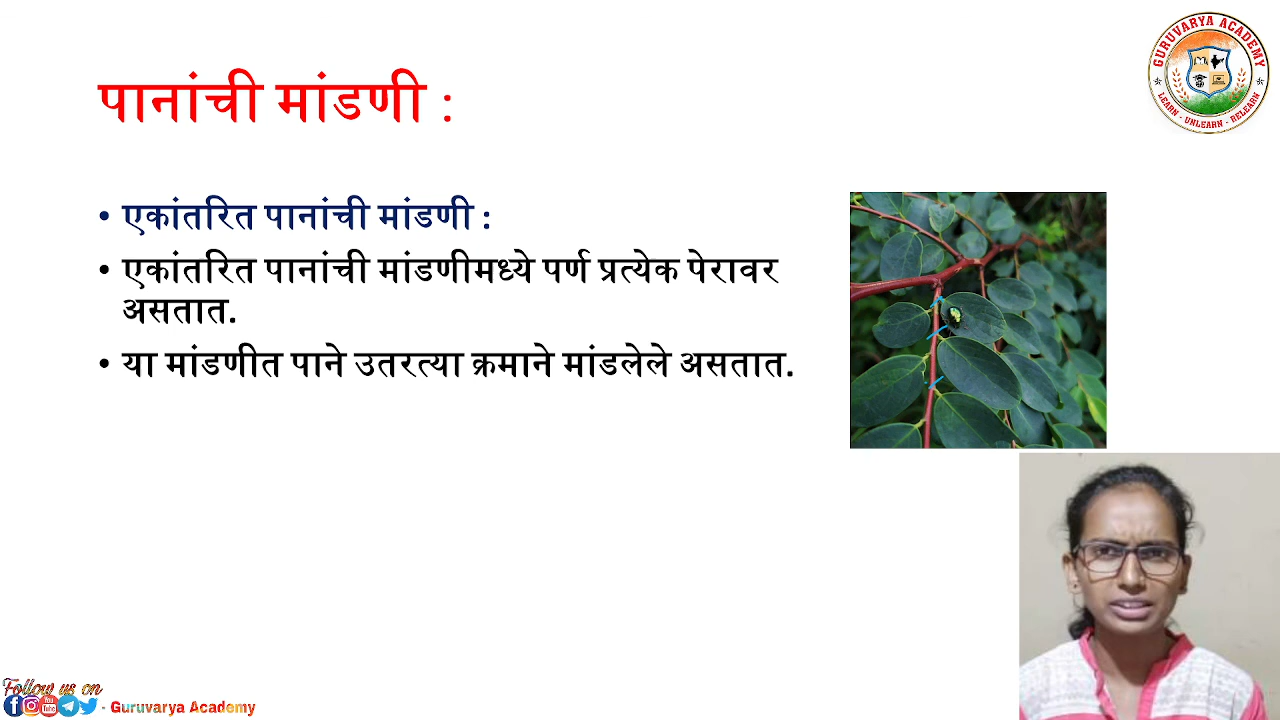 GURUVARYA ACADEMY
LEARN - UNLEARN - RELEARN
पानांची मांडणी :
• एकांतरित पानांची मांडणी :
• एकांतरित पानांची मांडणीमध्ये पर्ण प्रत्येक पेरावर
असतात.
• या मांडणीत पाने उतरत्या क्रमाने मांडलेले असतात.
Follow us on
- Guruvarya Academy